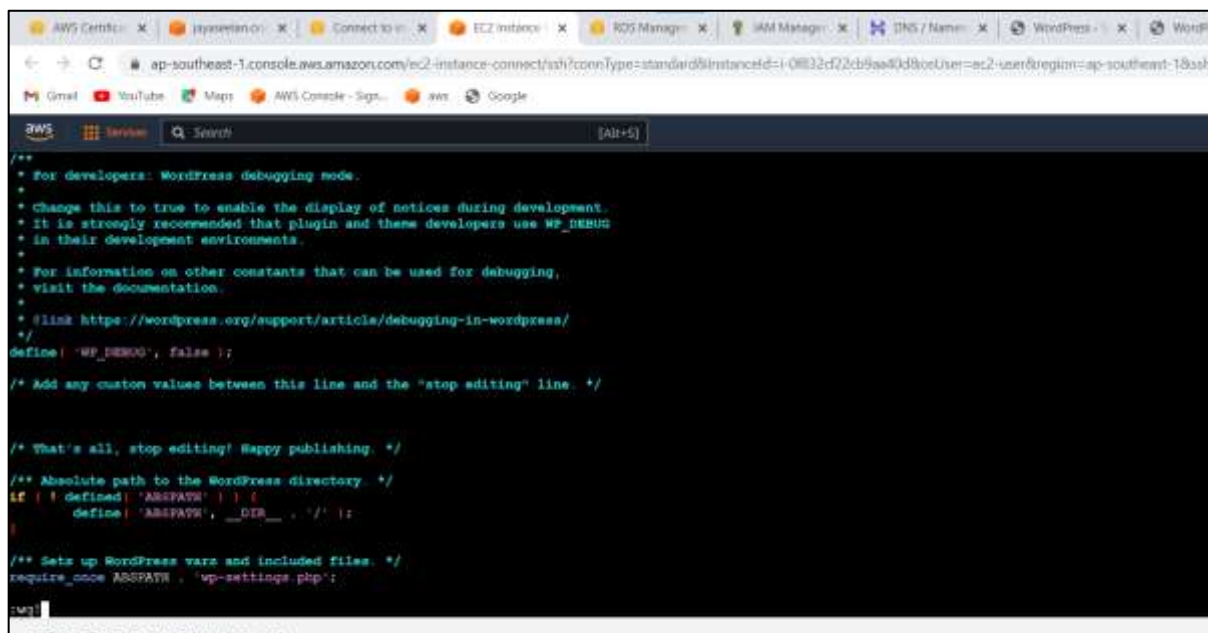 AWS Certific
jayaseelan.c
Connect to
EC2 Instance
RDS Manag
IAM Manage
DNS / Name
WordPress
WordP
ap-southeast-1.console.aws.amazon.com/ec2-instance-connect/ssh?connType=standard&instanceId=i-0f832d22cb9aa40d8osUser=ec2-user&region=ap-southeast-1&ssh
Gmail YouTube Maps AWS Console - Sign... aws Google
aws Services Search [Alt+S]
/**
* For developers: WordPress debugging mode.
*
* Change this to true to enable the display of notices during development.
* It is strongly recommended that plugin and theme developers use WP_DEBUG
* in their development environments.
*
* For information on other constants that can be used for debugging,
* visit the documentation.
*
* @link https://wordpress.org/support/article/debugging-in-wordpress/
*/
define( 'WP_DEBUG', false );
/* Add any custom values between this line and the "stop editing" line. */
/* That's all, stop editing! Happy publishing. */
/** Absolute path to the WordPress directory. */
if ( ! defined( 'ABSPATH' ) ) {
define( 'ABSPATH', __DIR__ . '/' );
}
/** Sets up WordPress vars and included files. */
require_once ABSPATH . 'wp-settings.php';
:wq!